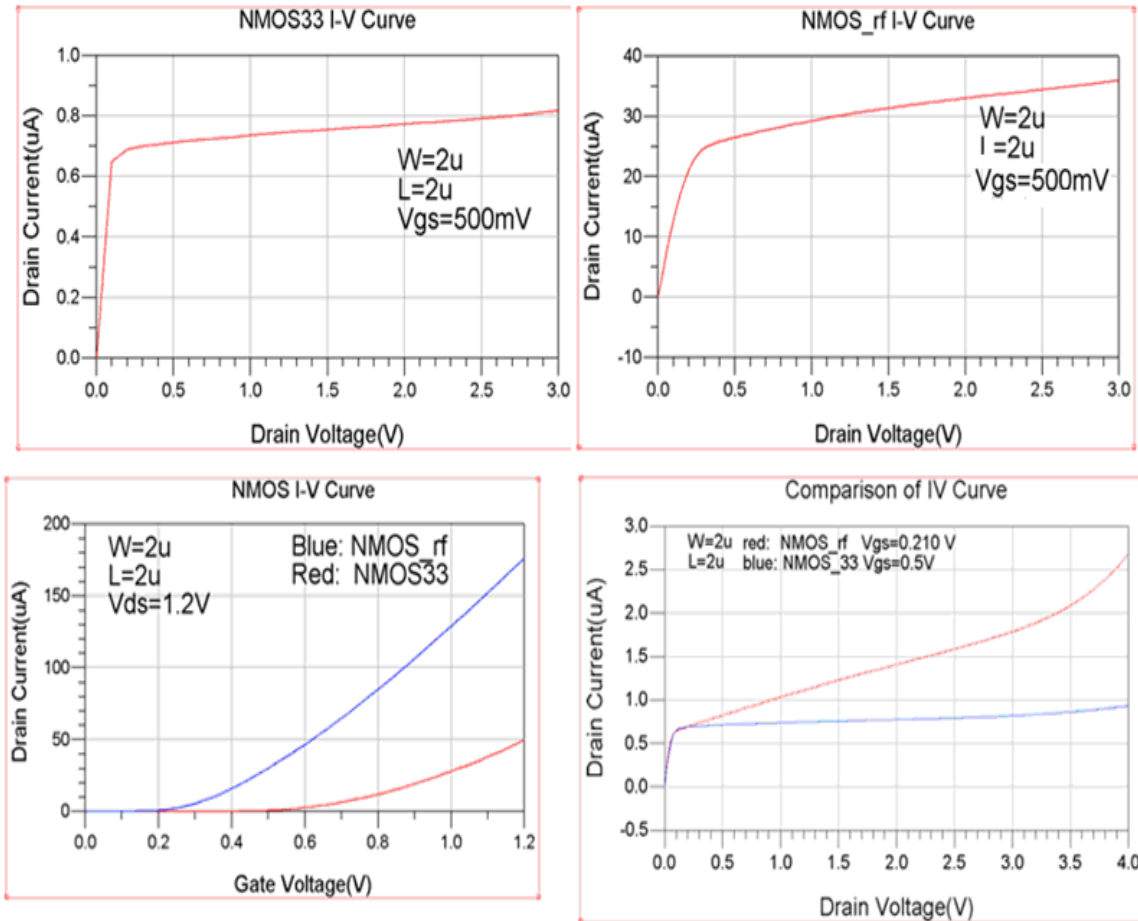 NMOS33 I-V Curve
1.0
0.8
0.6
0.4
0.2
0.0
Drain Current(uA)
W=2u
L=2u
Vgs=500mV
0.0 0.5 1.0 1.5 2.0 2.5 3.0
Drain Voltage(V)
NMOS_rf I-V Curve
40
30
20
10
0
-10
Drain Current(uA)
W=2u
l =2u
Vgs=500mV
0.0 0.5 1.0 1.5 2.0 2.5 3.0
Drain Voltage(V)
NMOS I-V Curve
200
150
100
50
0
Drain Current(uA)
W=2u
L=2u
Vds=1.2V
Blue: NMOS_rf
Red: NMOS33
0.0 0.2 0.4 0.6 0.8 1.0 1.2
Gate Voltage(V)
Comparison of IV Curve
3.0
2.5
2.0
1.5
1.0
0.5
0.0
-0.5
Drain Current(uA)
W=2u red: NMOS_rf Vgs=0.210 V
L=2u blue: NMOS_33 Vgs=0.5V
0.0 0.5 1.0 1.5 2.0 2.5 3.0 3.5 4.0
Drain Voltage(V)